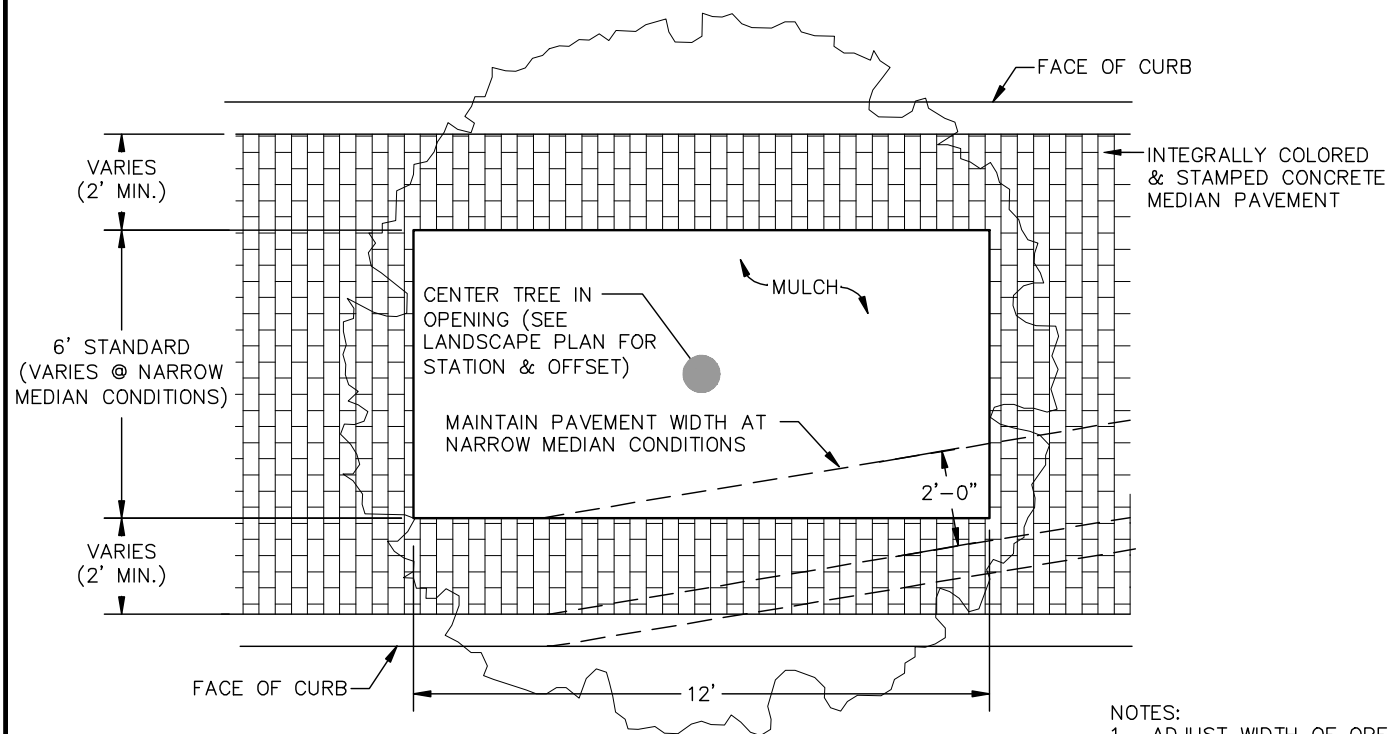 FACE OF CURB
VARIES
(2' MIN.)
INTEGRALLY COLORED
& STAMPED CONCRETE
MEDIAN PAVEMENT
MULCH
CENTER TREE IN
OPENING (SEE
LANDSCAPE PLAN FOR
STATION & OFFSET)
6' STANDARD
(VARIES @ NARROW
MEDIAN CONDITIONS)
MAINTAIN PAVEMENT WIDTH AT
NARROW MEDIAN CONDITIONS
2'-0"
VARIES
(2' MIN.)
FACE OF CURB
12'
NOTES: